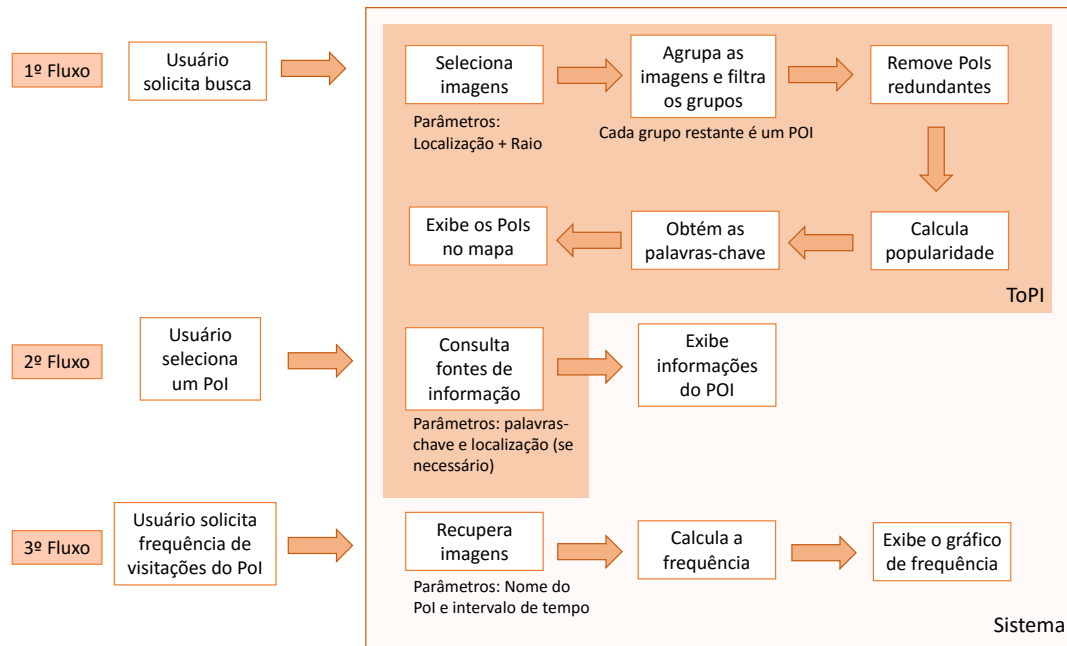 1º Fluxo
Usuário
solicita busca
Seleciona
imagens
Parâmetros:
Localização + Raio
Agrupa as
imagens e filtra
os grupos
Cada grupo restante é um POI
Remove PoIs
redundantes
Exibe os PoIs
no mapa
Obtém as
palavras-chave
Calcula
popularidade
ToPI
2º Fluxo
Usuário
seleciona
um PoI
Consulta
fontes de
informação
Parâmetros: palavras-
chave e localização (se
necessário)
Exibe
informações
do POI
3º Fluxo
Usuário solicita
frequência de
visitações do PoI
Recupera
imagens
Parâmetros: Nome do
PoI e intervalo de tempo
Calcula a
frequência
Exibe o gráfico
de frequência
Sistema